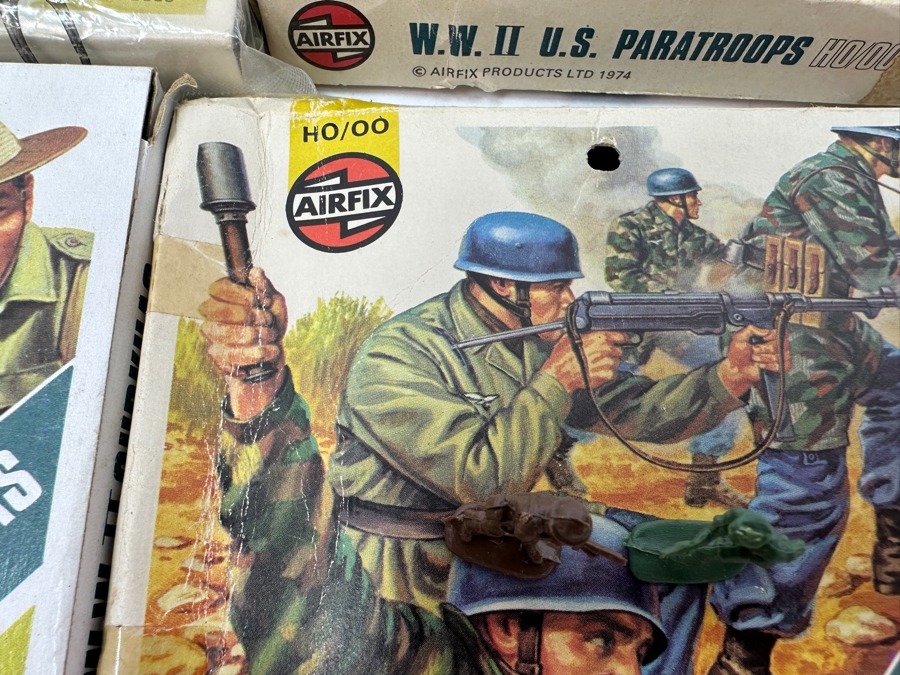 AIRFIX
W.W. II U.S. PARATROOPS HO/OO
© AIRFIX PRODUCTS LTD 1974
HO/OO
AIRFIX